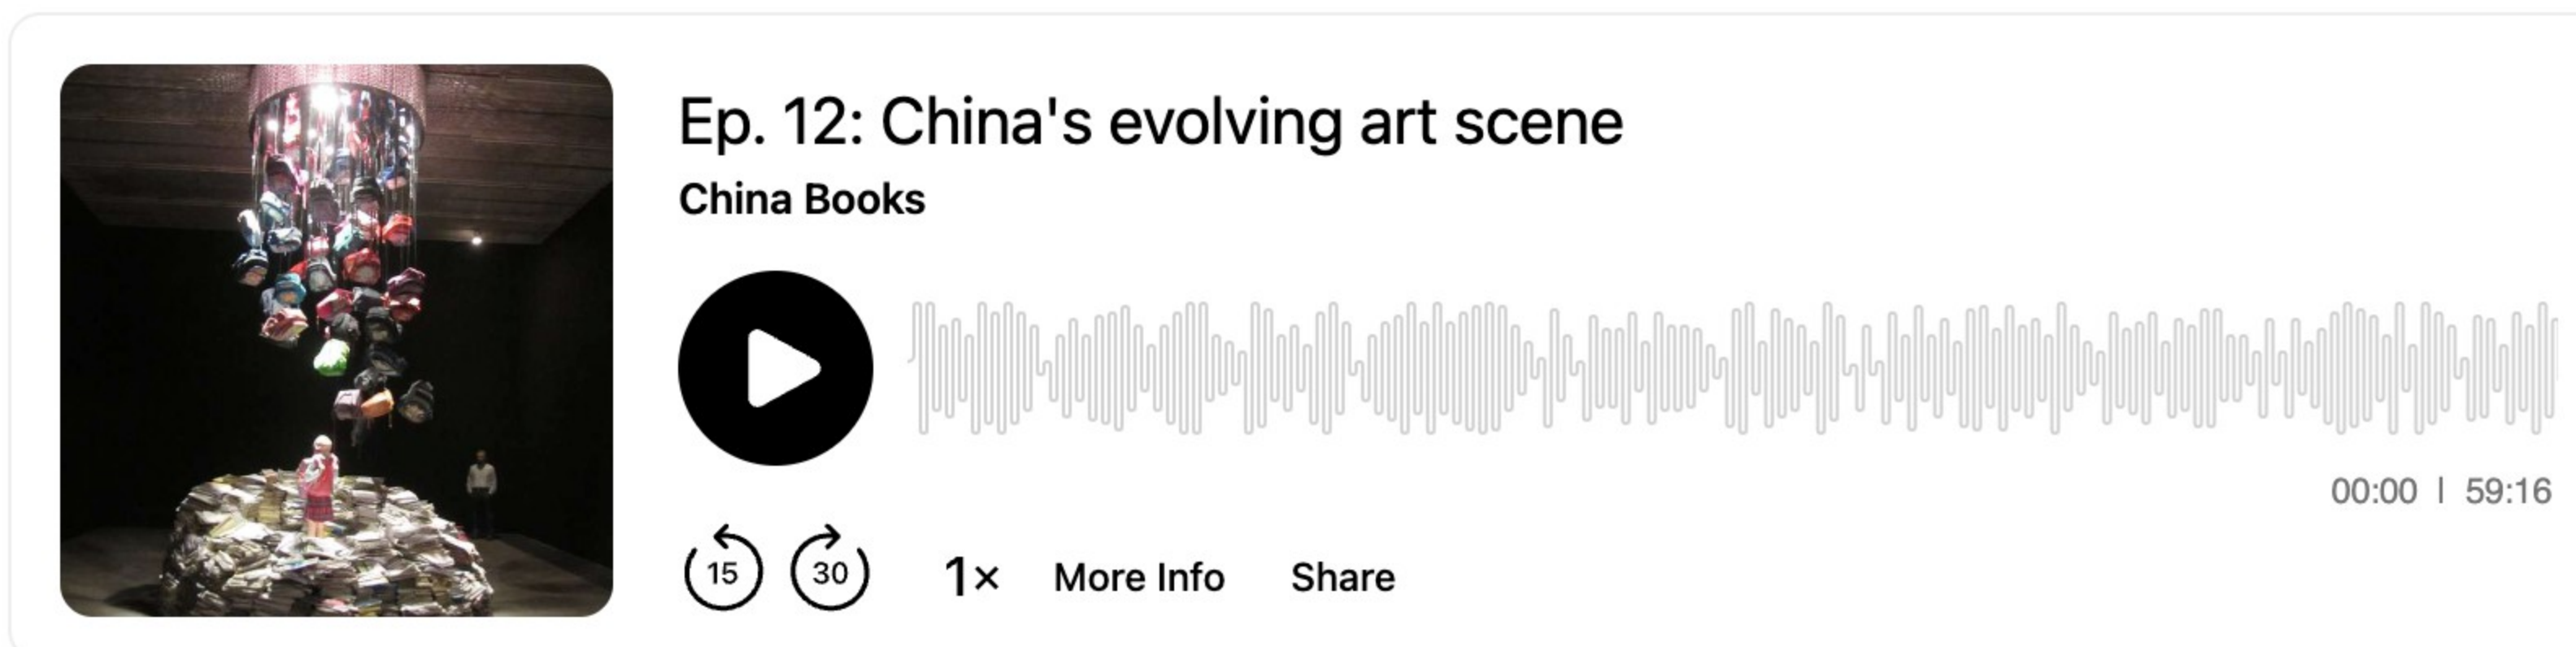 Ep. 12: China's evolving art scene
China Books
00:00 | 59:16
15 30 1× More Info Share